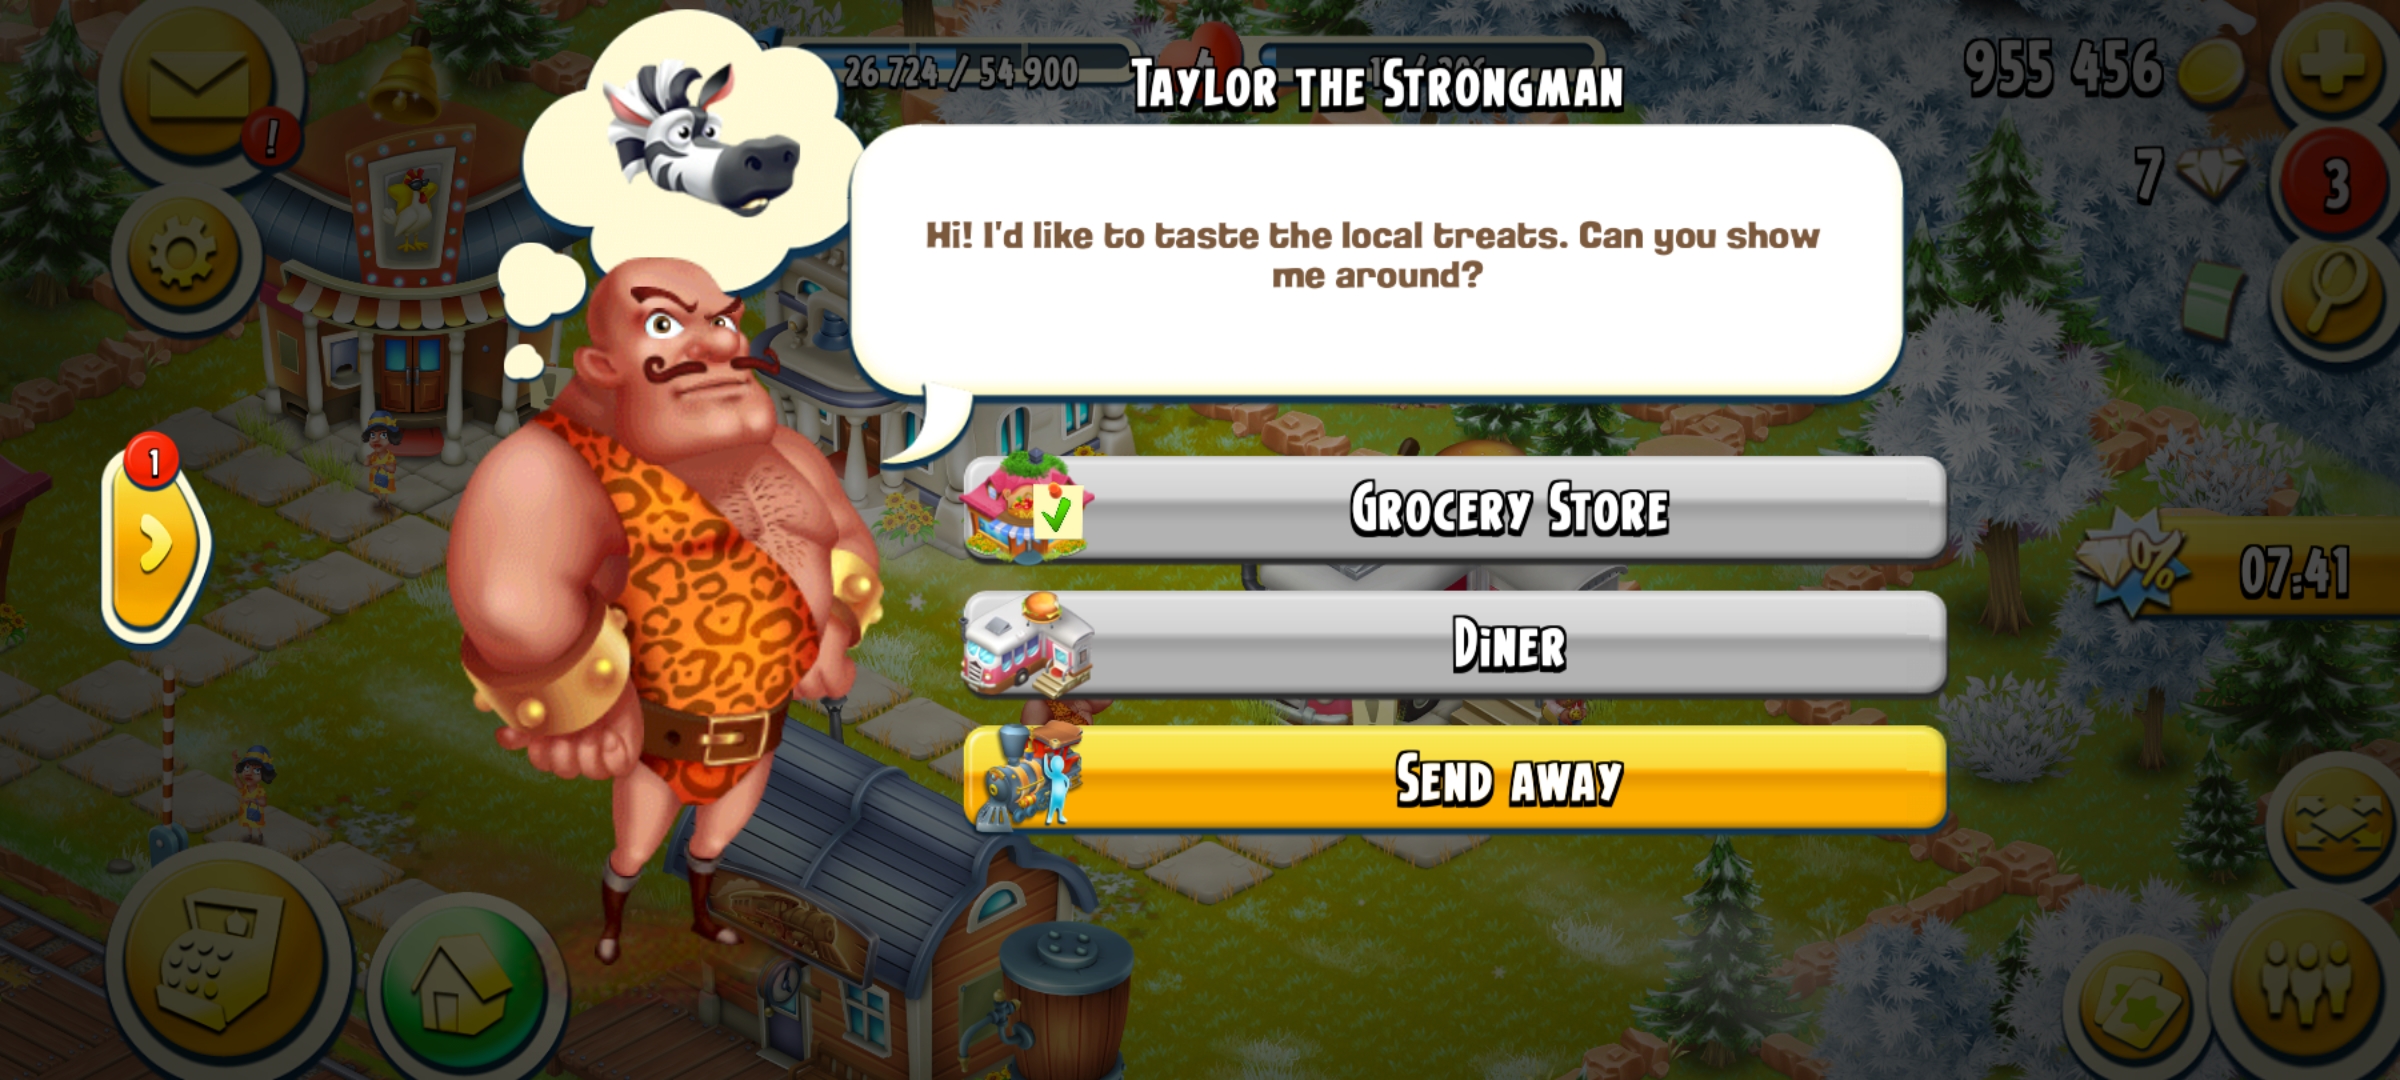 26 724 / 54 900
TAYLOR THE STRONGMAN
955 456
7
!
3
Hi! I'd like to taste the local treats. Can you show
me around?
1
GROCERY STORE
DINER
07:41
SEND AWAY